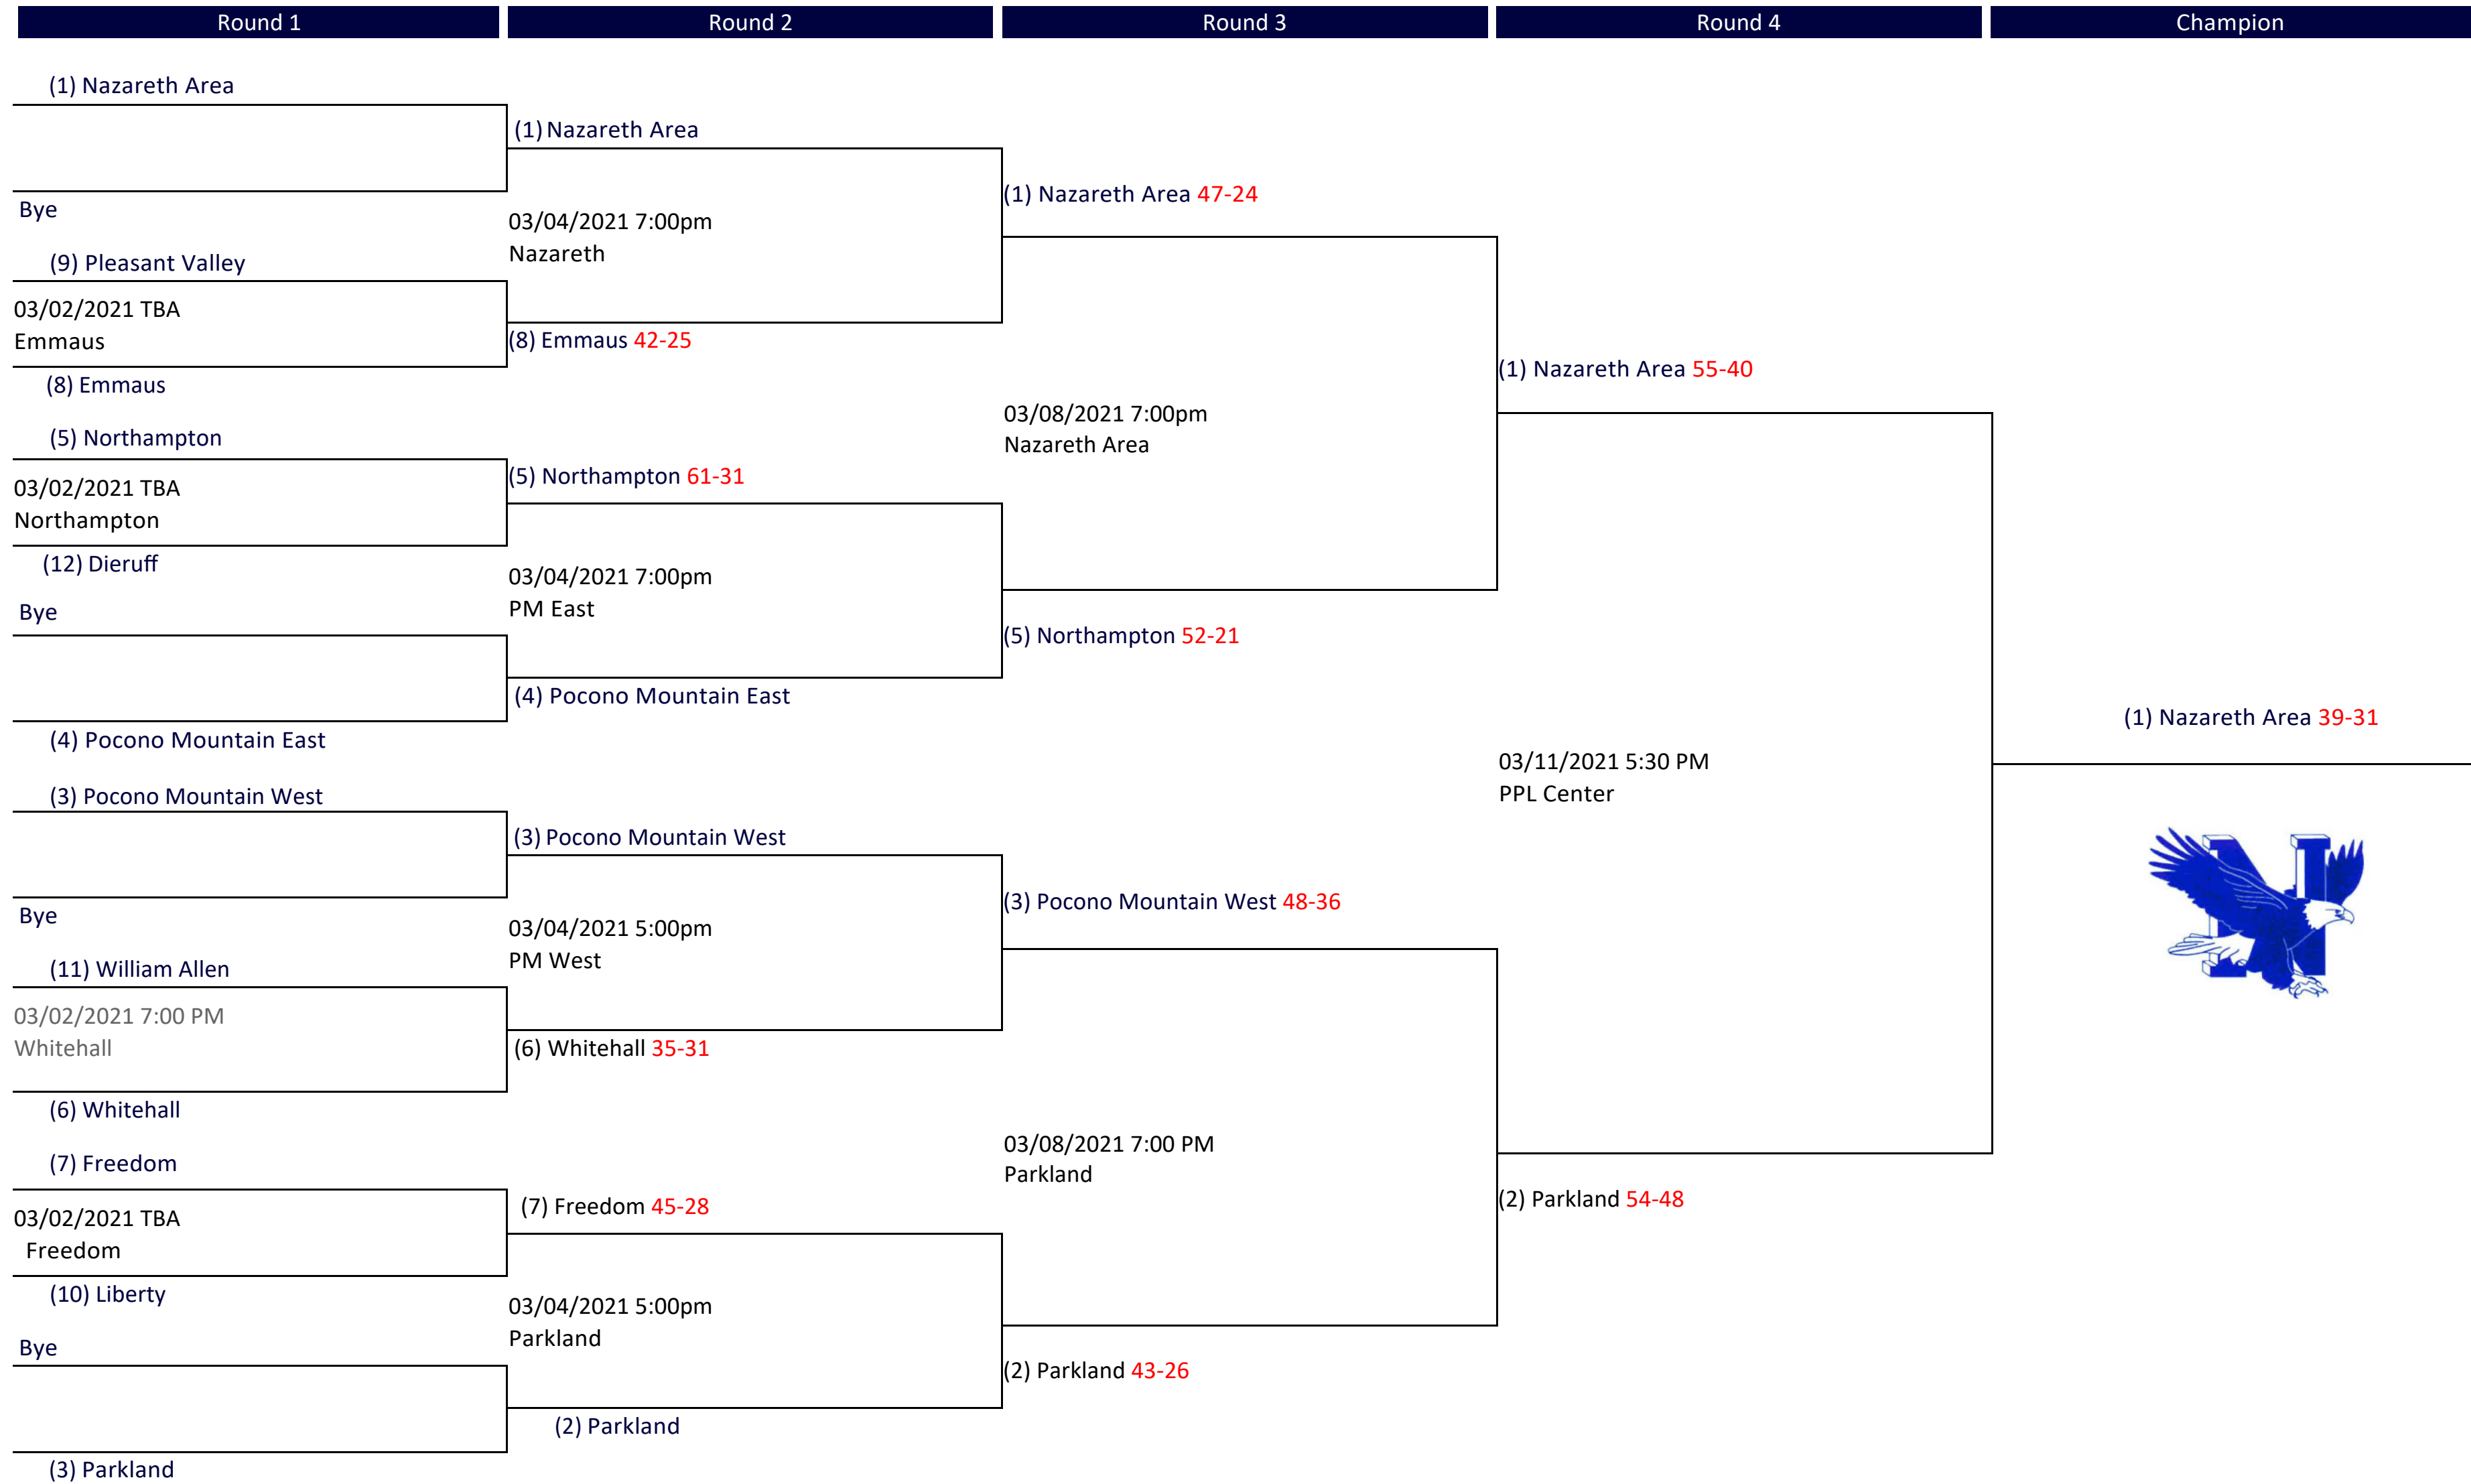 Round 1
Round 2
Round 3
Round 4
Champion
(1) Nazareth Area
Bye
(9) Pleasant Valley
03/02/2021 TBA
Emmaus
(8) Emmaus
(5) Northampton
03/02/2021 TBA
Northampton
(12) Dieruff
Bye
(4) Pocono Mountain East
(3) Pocono Mountain West
Bye
(11) William Allen
03/02/2021 7:00 PM
Whitehall
(6) Whitehall
(7) Freedom
03/02/2021 TBA
Freedom
(10) Liberty
Bye
(3) Parkland
(1) Nazareth Area
03/04/2021 7:00pm
Nazareth
(8) Emmaus 42-25
(5) Northampton 61-31
03/04/2021 7:00pm
PM East
(4) Pocono Mountain East
(3) Pocono Mountain West
03/04/2021 5:00pm
PM West
(6) Whitehall 35-31
(7) Freedom 45-28
03/04/2021 5:00pm
Parkland
(2) Parkland
(1) Nazareth Area 47-24
03/08/2021 7:00pm
Nazareth Area
(5) Northampton 52-21
(3) Pocono Mountain West 48-36
03/08/2021 7:00 PM
Parkland
(2) Parkland 43-26
(1) Nazareth Area 55-40
03/11/2021 5:30 PM
PPL Center
(2) Parkland 54-48
(1) Nazareth Area 39-31
N